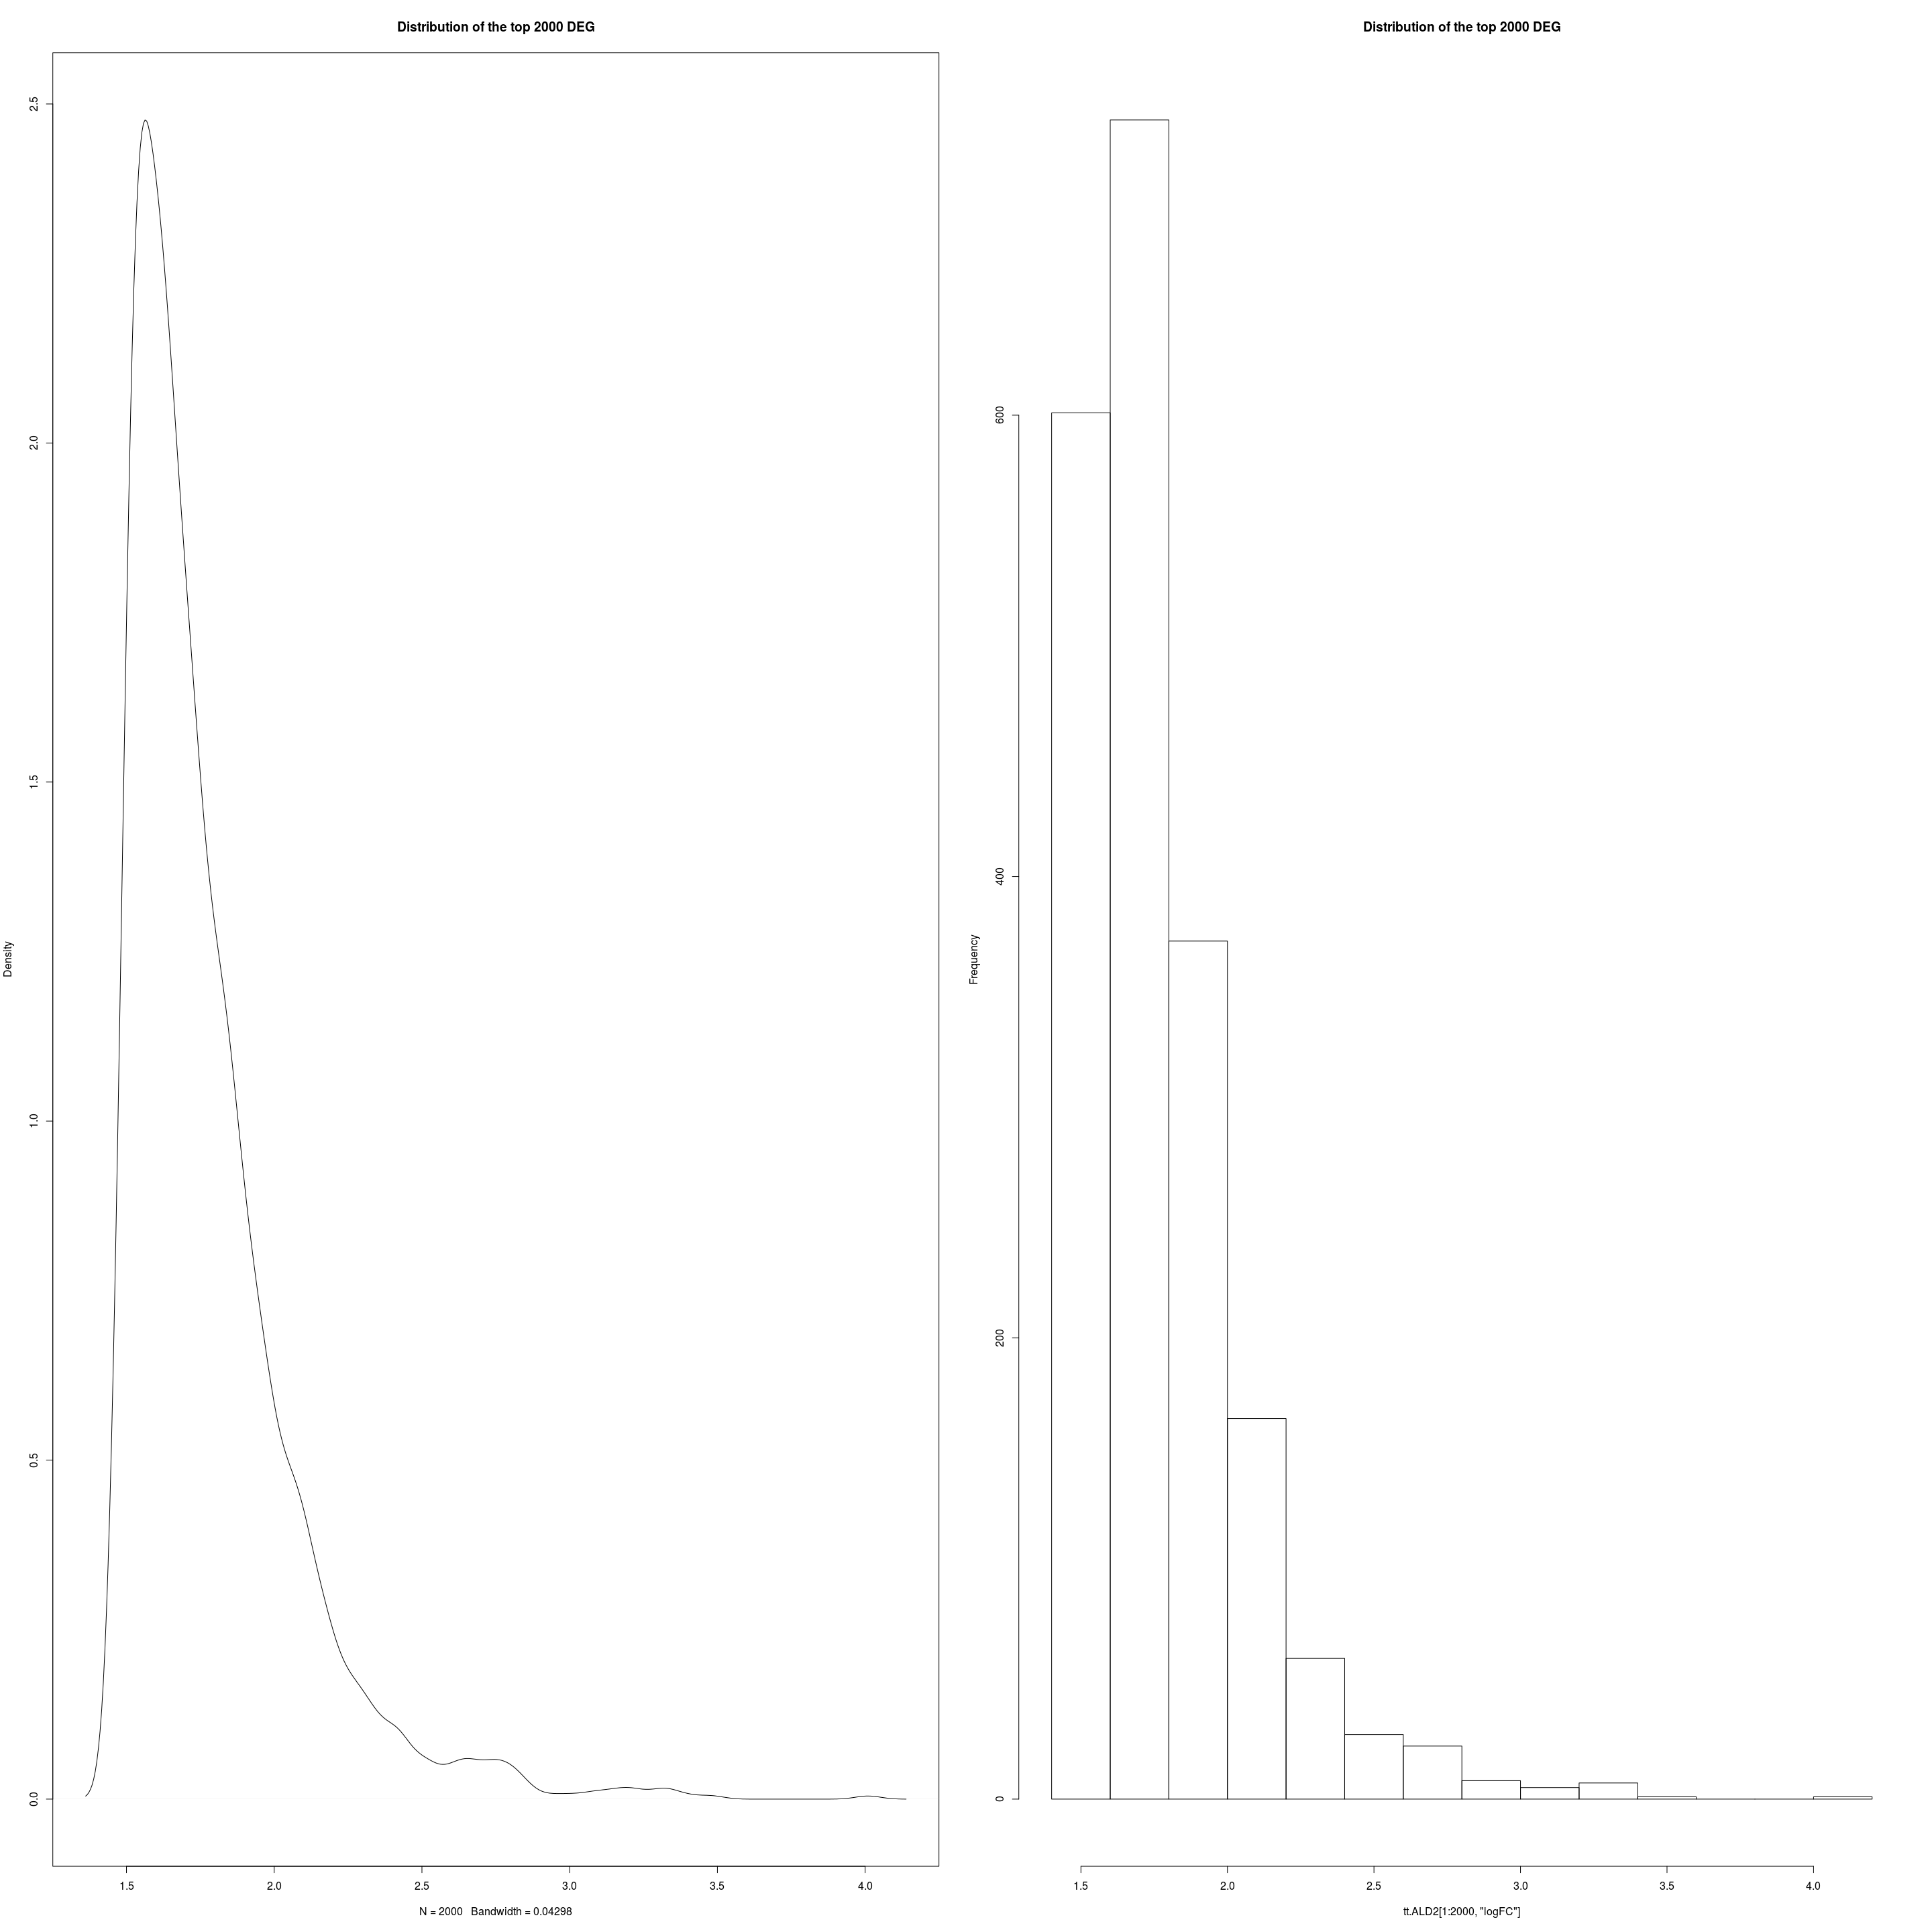 Distribution of the top 2000 DEG
Density
0.0
0.5
1.0
1.5
2.0
2.5
1.5 2.0 2.5 3.0 3.5 4.0
N = 2000 Bandwidth = 0.04298
Distribution of the top 2000 DEG
Frequency
0
200
400
600
1.5 2.0 2.5 3.0 3.5 4.0
tt.ALD2[1:2000, "logFC"]